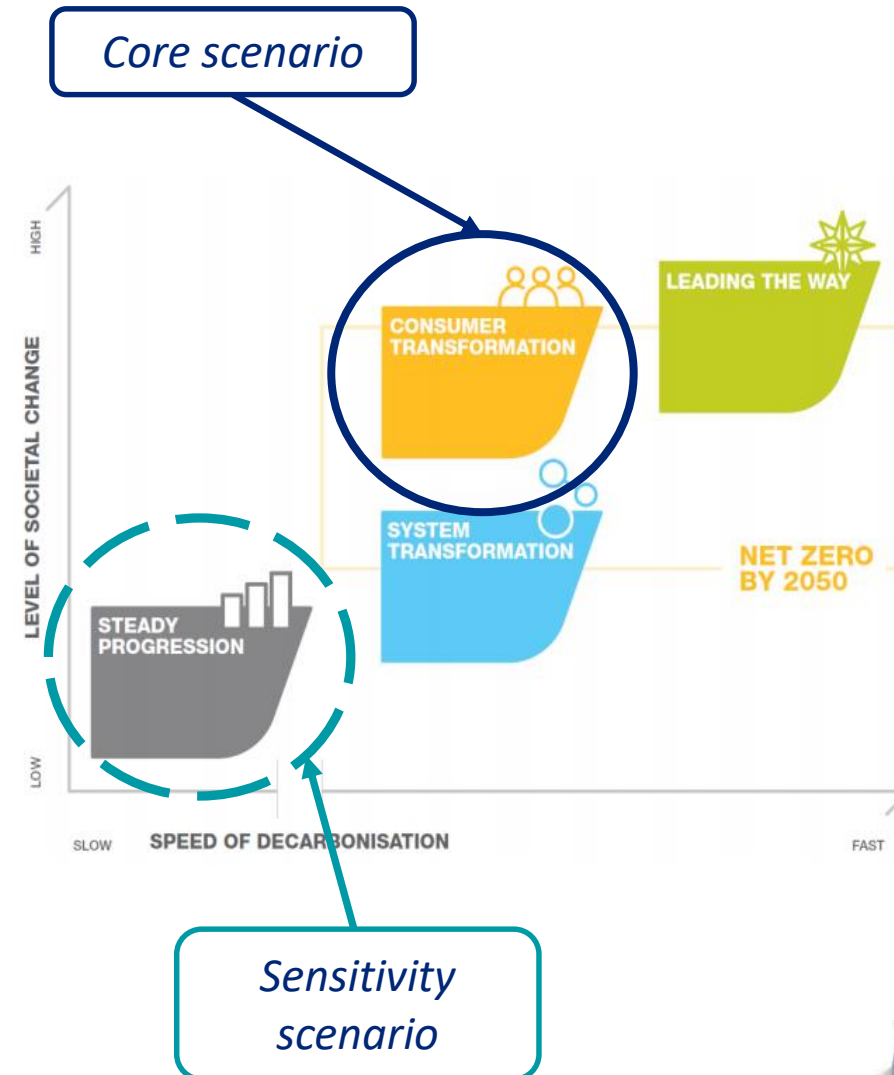 Core scenario
HIGH
LEVEL OF SOCIETAL CHANGE
LOW
LEADING THE WAY
CONSUMER
TRANSFORMATION
SYSTEM
TRANSFORMATION
NET ZERO
BY 2050
STEADY
PROGRESSION
SLOW
SPEED OF DECARBONISATION
FAST
Sensitivity
scenario